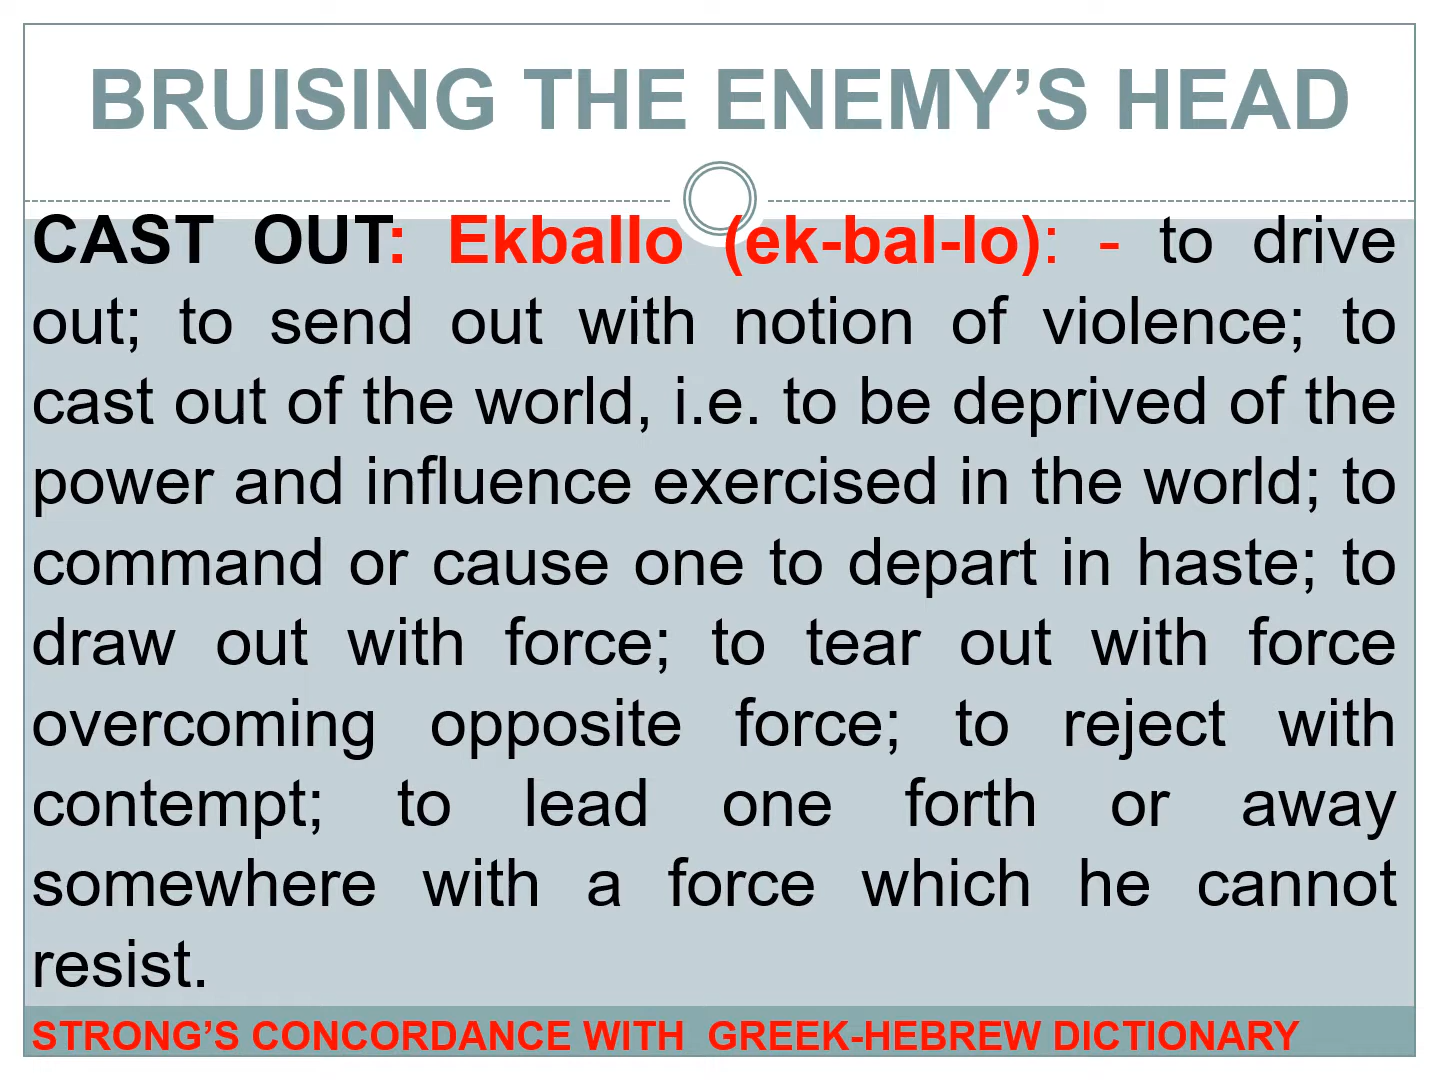 BRUISING THE ENEMY’S HEAD
CAST OUT: Ekballo (ek-bal-lo): - to drive
out; to send out with notion of violence; to
cast out of the world, i.e. to be deprived of the
power and influence exercised in the world; to
command or cause one to depart in haste; to
draw out with force; to tear out with force
overcoming opposite force; to reject with
contempt; to lead one forth or away
somewhere with a force which he cannot
resist.
STRONG’S CONCORDANCE WITH  GREEK-HEBREW DICTIONARY